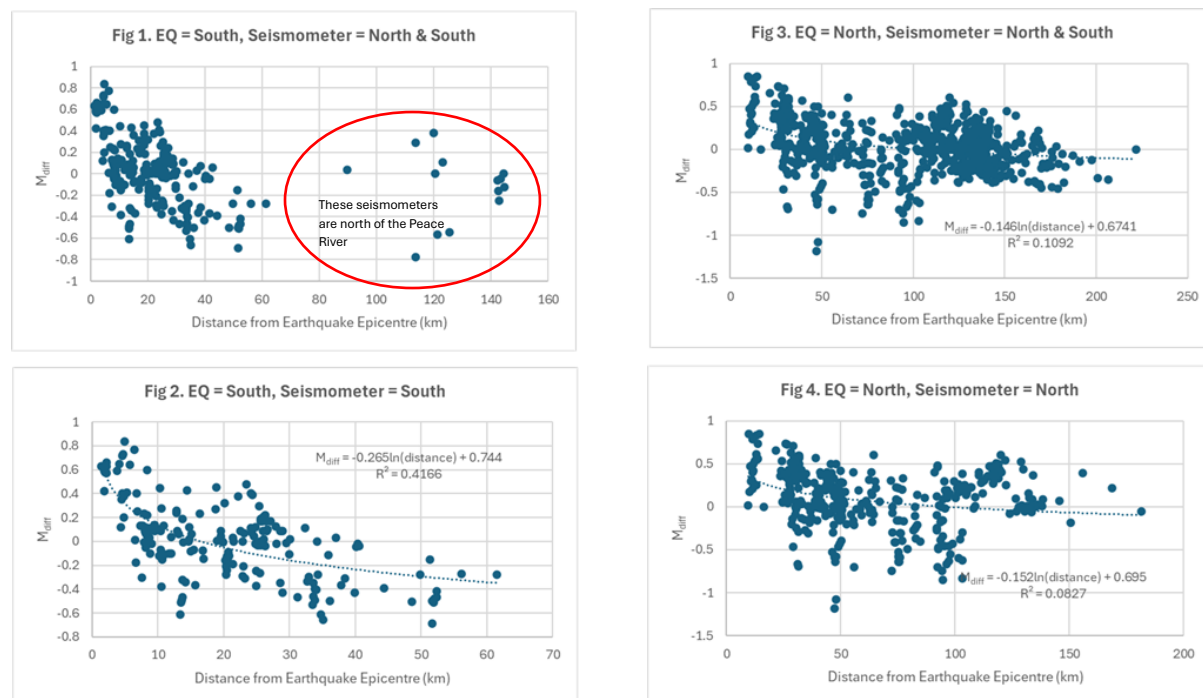 Fig 1. EQ = South, Seismometer = North & South
1
0.8
0.6
0.4
0.2
0
-0.2
-0.4
-0.6
-0.8
-1
Mdiff
These seismometers
are north of the Peace
River
0 20 40 60 80 100 120 140 160
Distance from Earthquake Epicentre (km)
Fig 3. EQ = North, Seismometer = North & South
1
0.5
0
-0.5
-1
-1.5
Mdiff
Mdiff = -0.146ln(distance) + 0.6741
R² = 0.1092
0 50 100 150 200 250
Distance from Earthquake Epicentre (km)
Fig 2. EQ = South, Seismometer = South
1
0.8
0.6
0.4
0.2
0
-0.2
-0.4
-0.6
-0.8
Mdiff
Mdiff = -0.265ln(distance) + 0.744
R² = 0.4166
0 10 20 30 40 50 60 70
Distance from Earthquake Epicentre (km)
Fig 4. EQ = North, Seismometer = North
1
0.5
0
-0.5
-1
-1.5
Mdiff
Mdiff = -0.152ln(distance) + 0.695
R² = 0.0827
0 50 100 150 200
Distance from Earthquake Epicentre (km)